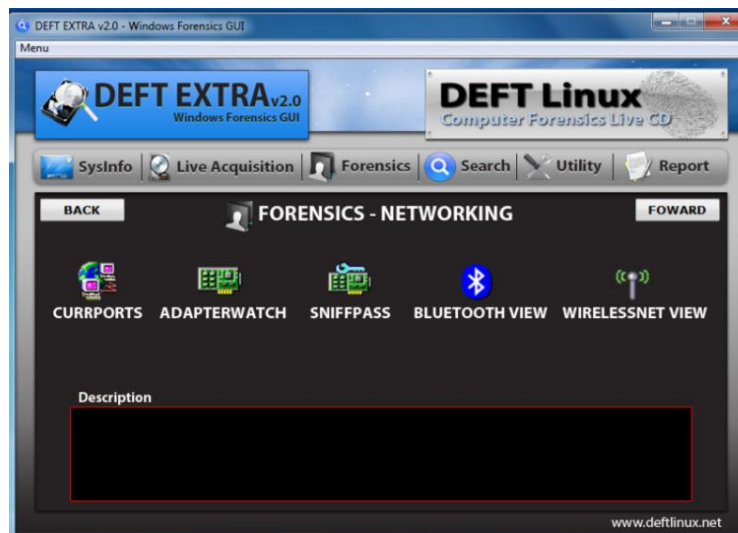 DEFT EXTRA v2.0 - Windows Forensics GUI
Menu
DEFT EXTRA v2.0
Windows Forensics GUI
DEFT Linux
Computer Forensics Live CD
SysInfo Live Acquisition Forensics Search Utility Report
BACK FORENSICS - NETWORKING FOWARD
CURRPORTS ADAPTERWATCH SNIFFPASS BLUETOOTH VIEW WIRELESSNET VIEW
Description
www.deftlinux.net